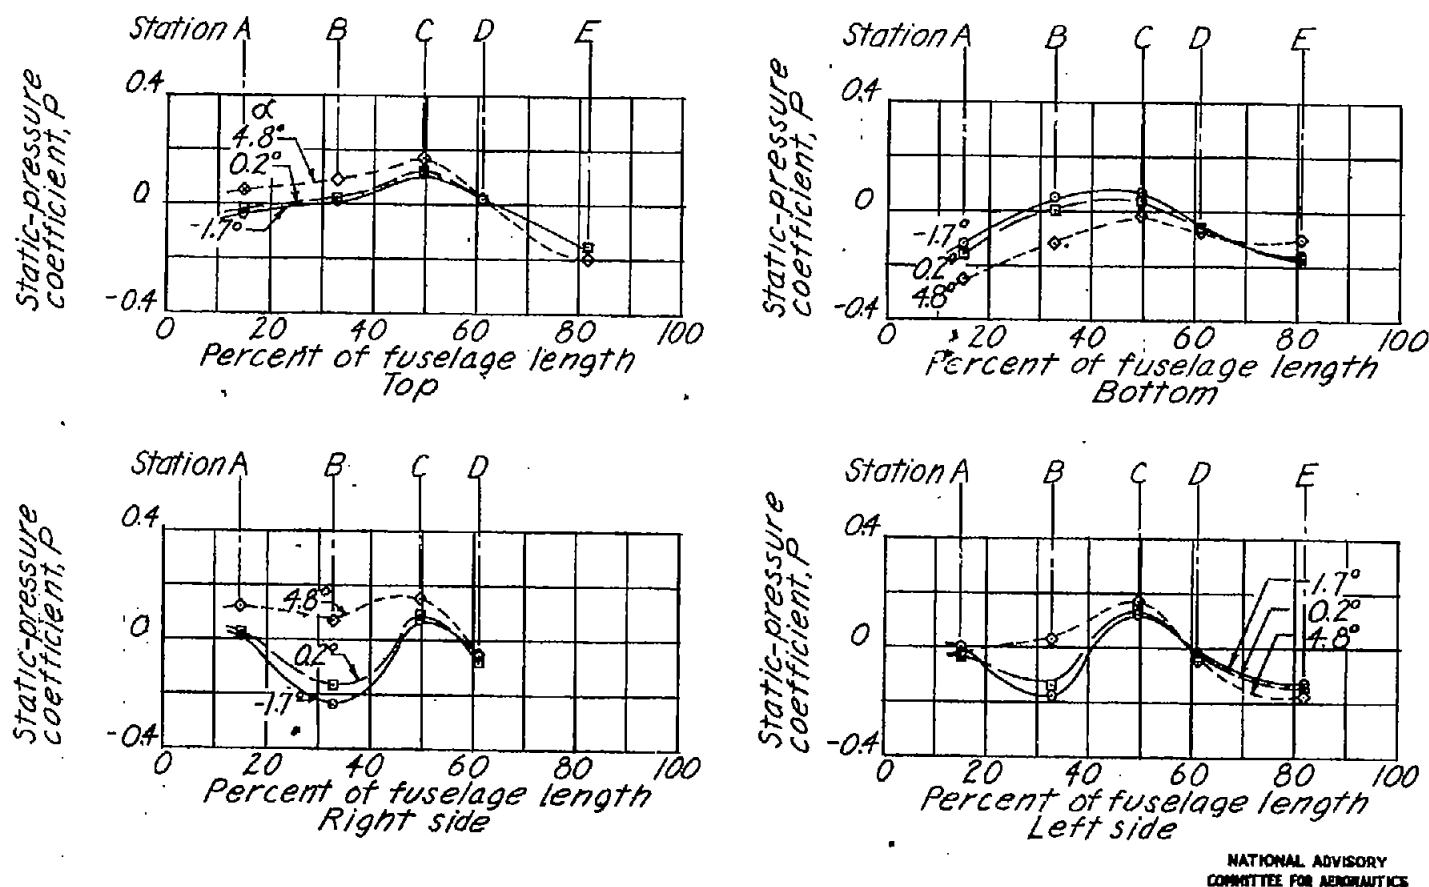 Station A B C D E
Static-pressure coefficient, P
0.4
0
-0.4
α
4.8°
0.2°
-1.7°
0 20 40 60 80 100
Percent of fuselage length
Top
Station A B C D E
Static-pressure coefficient, P
0.4
0
-0.4
-1.7°
0.2
4.8
0 20 40 60 80 100
Percent of fuselage length
Bottom
Station A B C D
Static-pressure coefficient, P
0.4
0
-0.4
4.8°
0.2°
-1.7°
0 20 40 60 80 100
Percent of fuselage length
Right side
Station A B C D E
Static-pressure coefficient, P
0.4
0
-0.4
1.7°
0.2°
4.8°
0 20 40 60 80 100
Percent of fuselage length
Left side
NATIONAL ADVISORY
COMMITTEE FOR AERONAUTICS